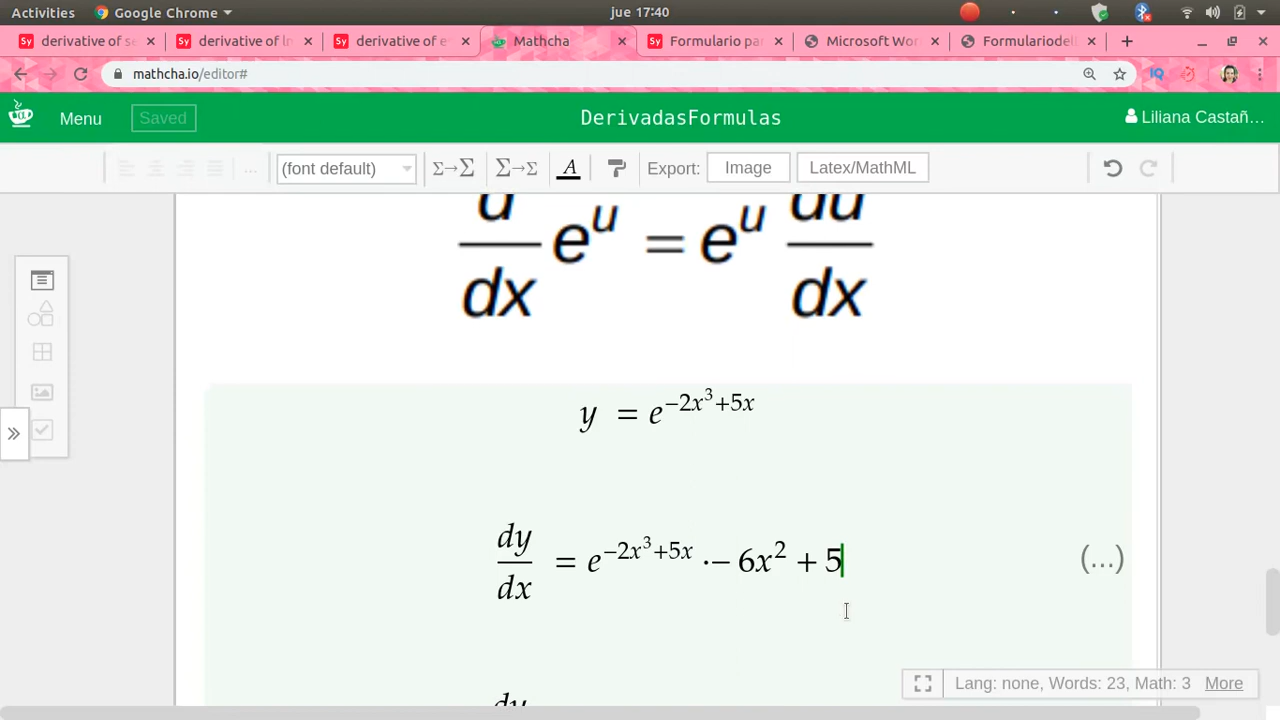 Activities Google Chrome jue 17:40
derivative of se derivative of ln derivative of e Mathcha Formulario par Microsoft Wor Formulariodel
mathcha.io/editor#
Menu Saved DerivadasFormulas Liliana Castañ…
... (font default) Σ→Σ Σ→Σ A Export: Image Latex/MathML
d/dx e^u = e^u du/dx
y = e^{−2x^3+5x}
dy/dx = e^{−2x^3+5x} ·− 6x^2 + 5 (...)
dy
Lang: none, Words: 23, Math: 3 More